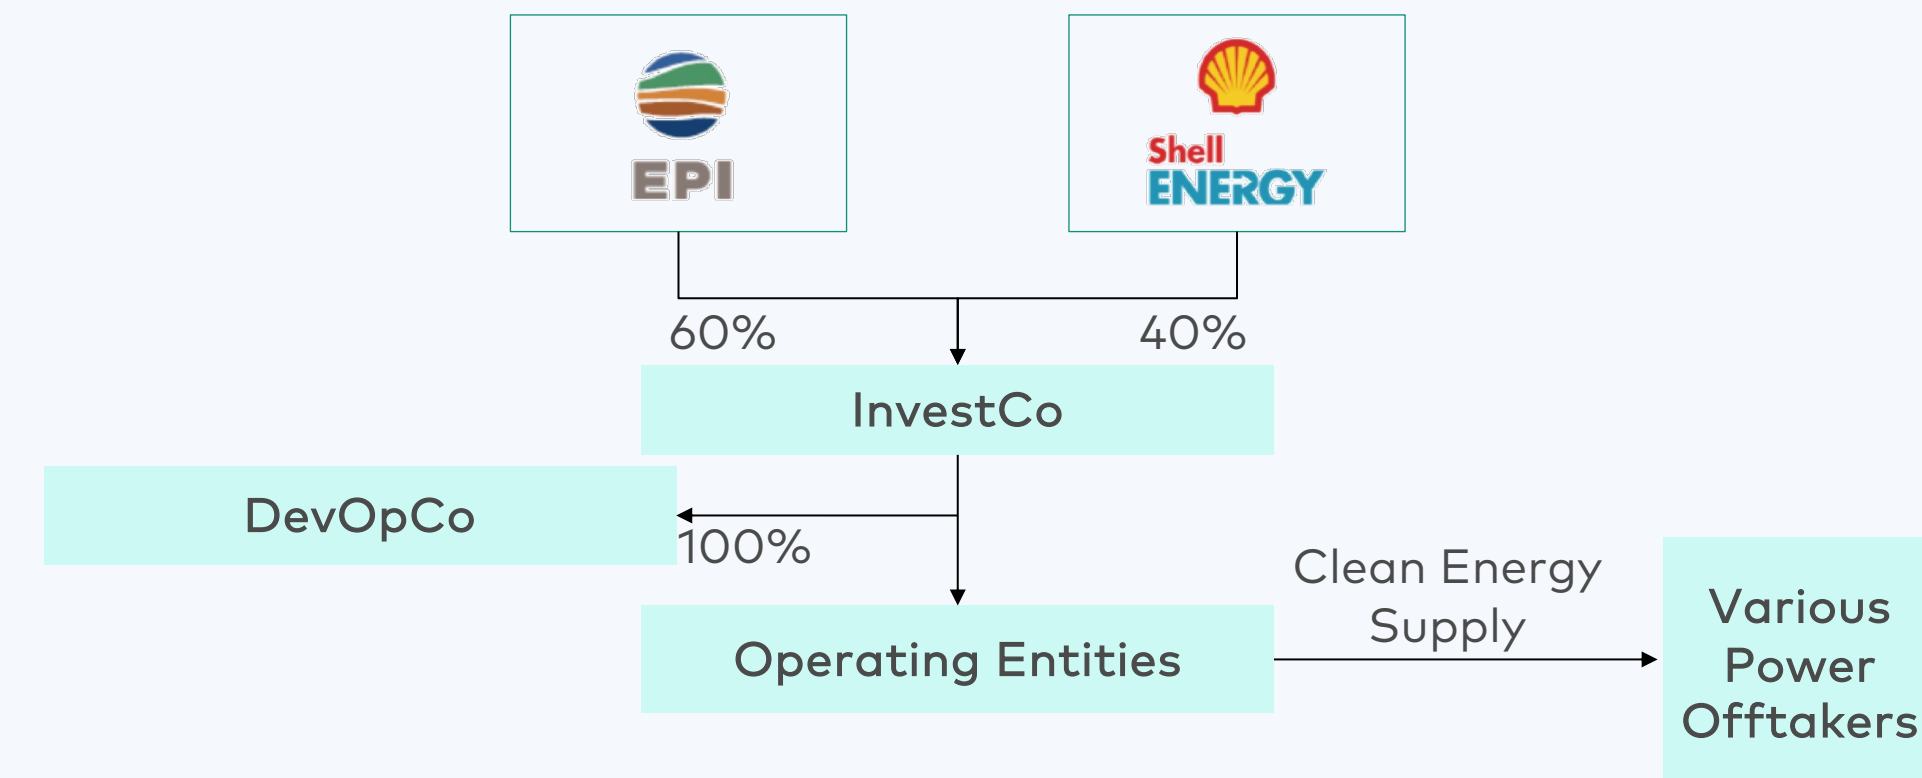 EPI
Shell
ENERGY
60%
40%
InvestCo
DevOpCo
100%
Clean Energy
Supply
Operating Entities
Various
Power
Offtakers